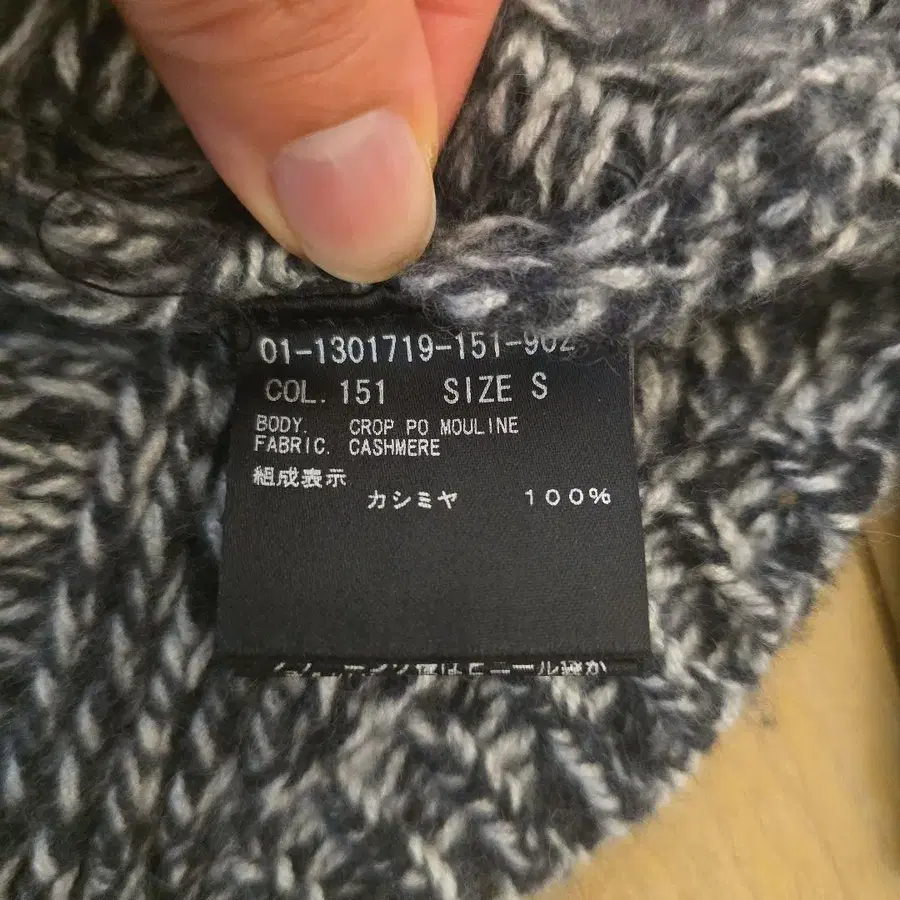 01-1301719-151-902
COL. 151 SIZE S
BODY. CROP PO MOULINE
FABRIC. CASHMERE
組成表示
カシミヤ 100%